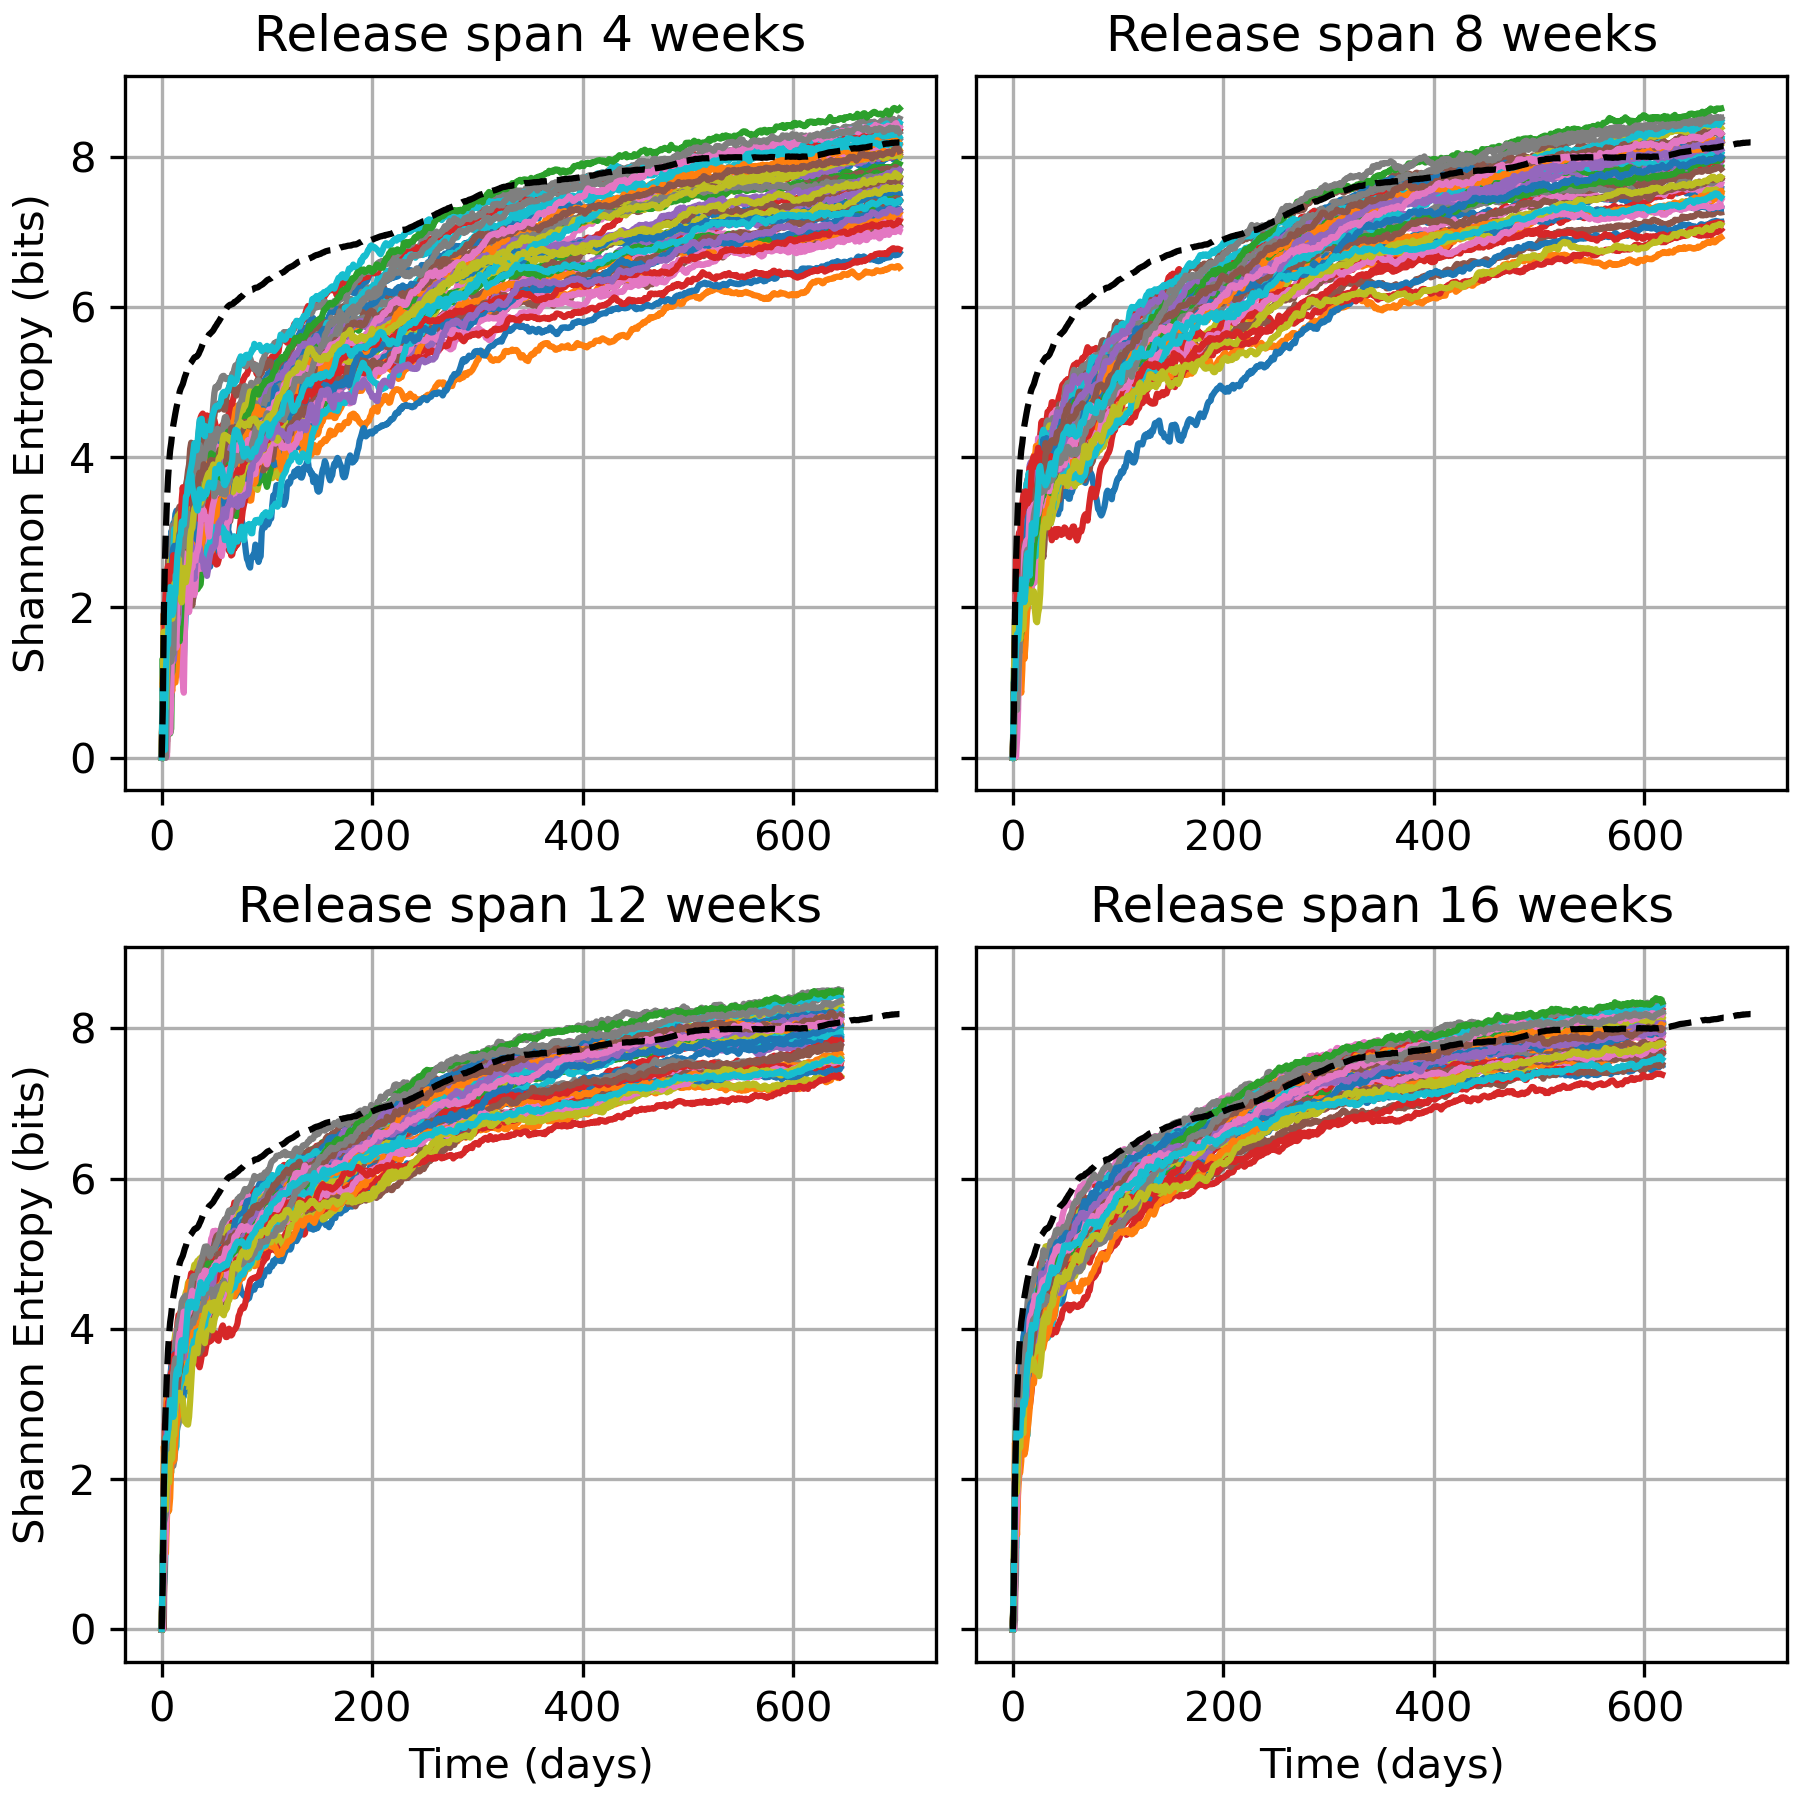 Release span 4 weeks
Release span 8 weeks
Shannon Entropy (bits)
8
6
4
2
0
0 200 400 600
0 200 400 600
Release span 12 weeks
Release span 16 weeks
Shannon Entropy (bits)
8
6
4
2
0
0 200 400 600
0 200 400 600
Time (days)
Time (days)